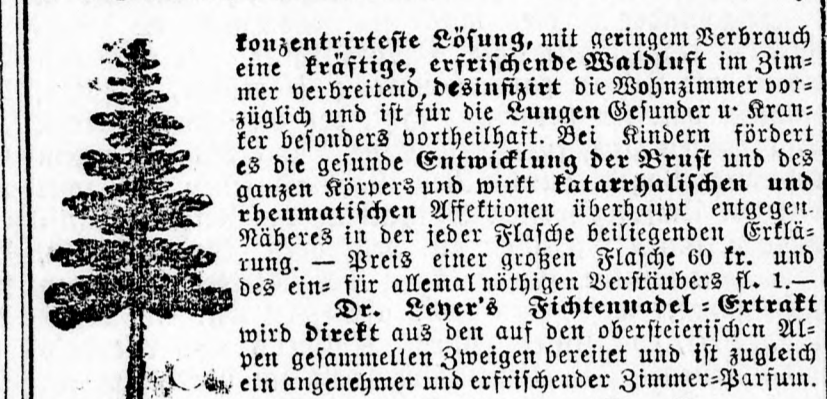 konzentrirteste Lösung, mit geringem Verbrauch
eine kräftige, erfrischende Waldluft im Zim-
mer verbreitend, desinfizirt die Wohnzimmer vor-
züglich und ist für die Lungen Gesunder u. Kran-
ker besonders vortheilhaft. Bei Kindern fördert
es die gesunde Entwicklung der Brust und des
ganzen Körpers und wirkt katarrhalischen und
rheumatischen Affektionen überhaupt entgegen.
Näheres in der jeder Flasche beiliegenden Erklä-
rung. — Preis einer großen Flasche 60 kr. und
des ein- für allemal nöthigen Verstäubers fl. 1.—
Dr. Leyer's Fichtennadel-Extrakt
wird direkt aus den auf den obersteierischen Al-
pen gesammelten Zweigen bereitet und ist zugleich
ein angenehmer und erfrischender Zimmer-Parfum.